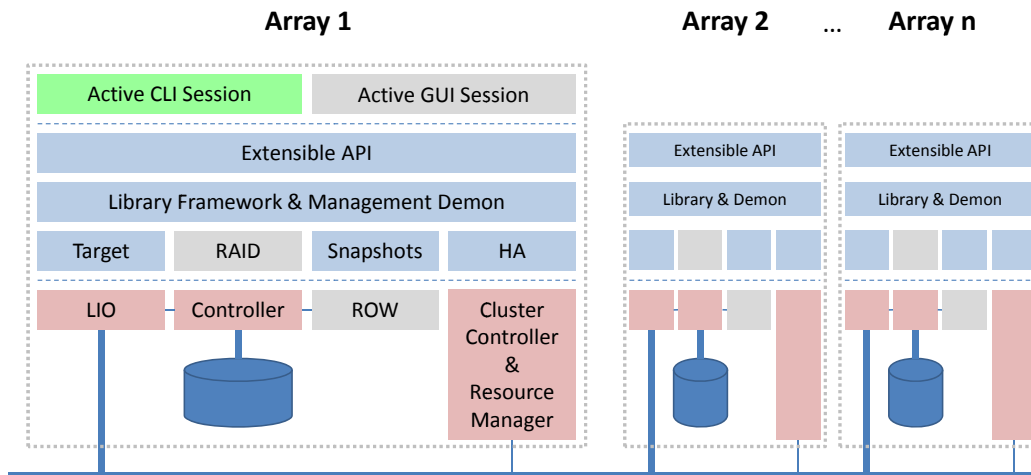 Array 1
Array 2
...
Array n
Active CLI Session
Active GUI Session
Extensible API
Library Framework & Management Demon
Target
RAID
Snapshots
HA
LIO
Controller
ROW
Cluster
Controller
&
Resource
Manager
Extensible API
Library & Demon
Extensible API
Library & Demon